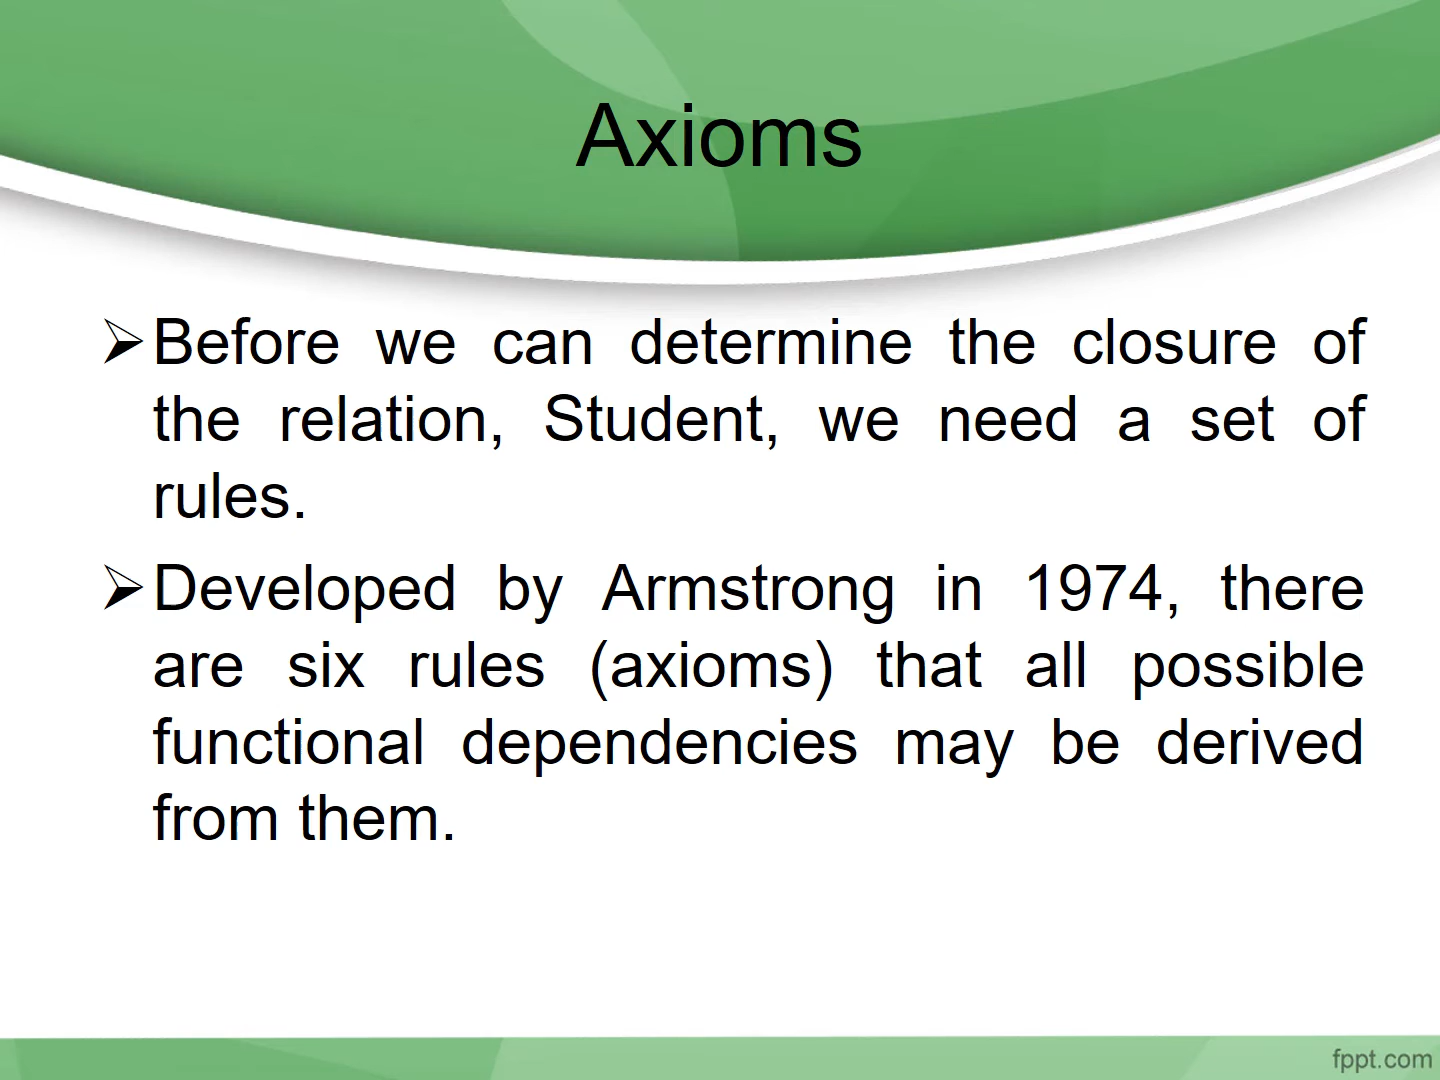 Axioms
➢Before we can determine the closure of
the relation, Student, we need a set of
rules.
➢Developed by Armstrong in 1974, there
are six rules (axioms) that all possible
functional dependencies may be derived
from them.
fppt.com